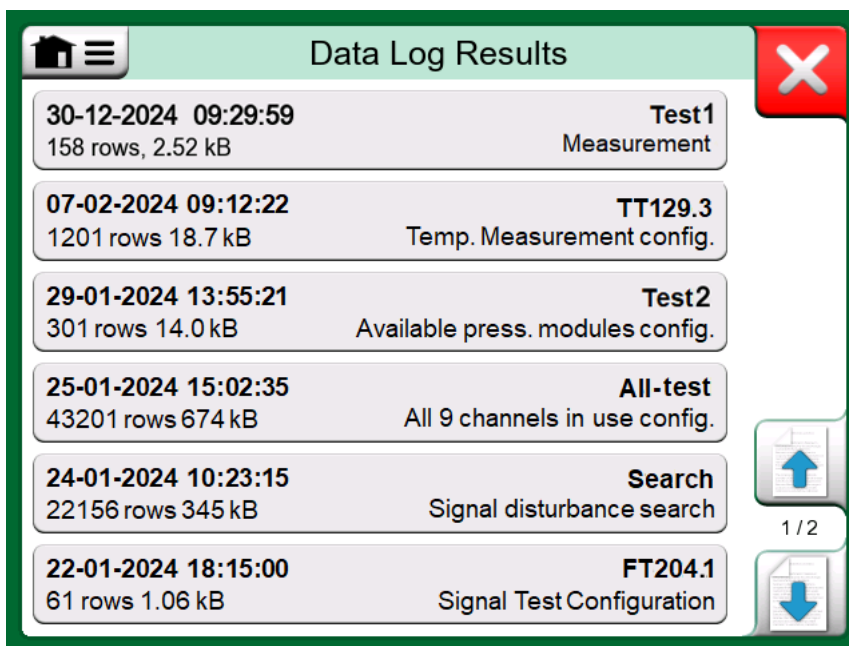 Data Log Results
30-12-2024 09:29:59
Test1
158 rows, 2.52 kB
Measurement
07-02-2024 09:12:22
TT129.3
1201 rows 18.7 kB
Temp. Measurement config.
29-01-2024 13:55:21
Test2
301 rows 14.0 kB
Available press. modules config.
25-01-2024 15:02:35
All-test
43201 rows 674 kB
All 9 channels in use config.
24-01-2024 10:23:15
Search
22156 rows 345 kB
Signal disturbance search
1 / 2
22-01-2024 18:15:00
FT204.1
61 rows 1.06 kB
Signal Test Configuration